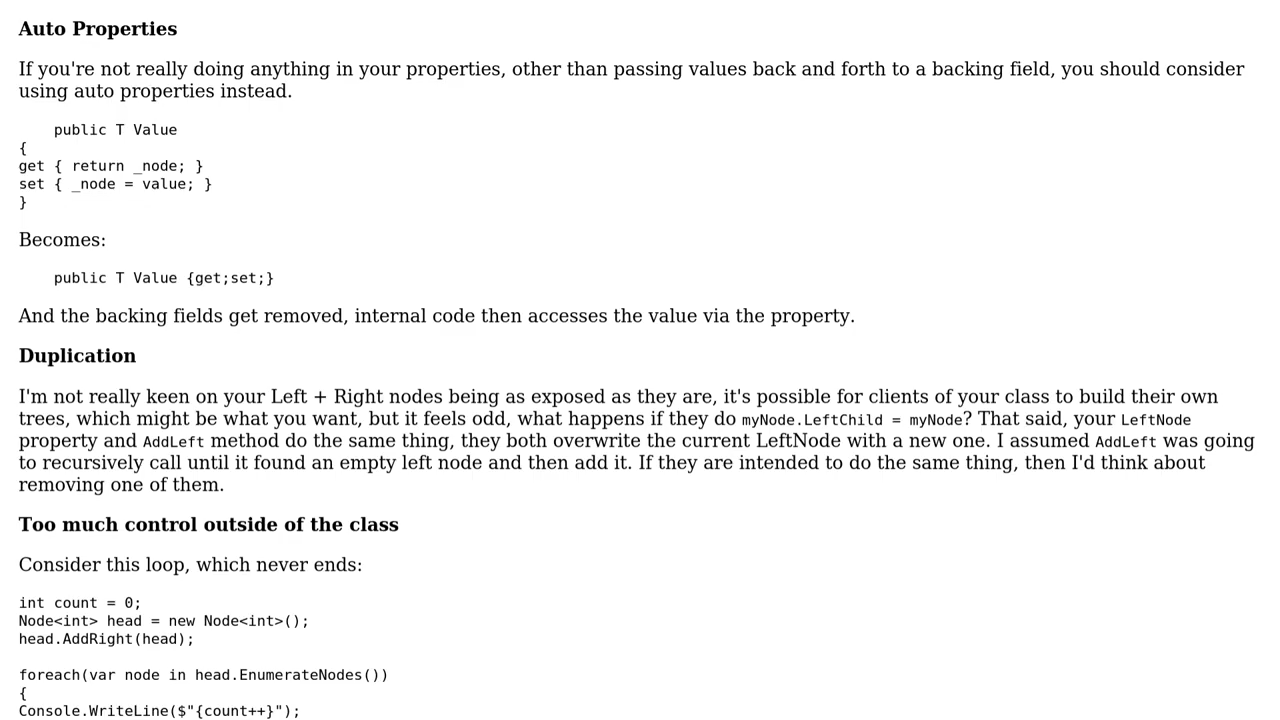 Auto Properties
If you're not really doing anything in your properties, other than passing values back and forth to a backing field, you should consider
using auto properties instead.
    public T Value
{
get { return _node; }
set { _node = value; }
}
Becomes:
    public T Value {get;set;}
And the backing fields get removed, internal code then accesses the value via the property.
Duplication
I'm not really keen on your Left + Right nodes being as exposed as they are, it's possible for clients of your class to build their own
trees, which might be what you want, but it feels odd, what happens if they do myNode.LeftChild = myNode? That said, your LeftNode
property and AddLeft method do the same thing, they both overwrite the current LeftNode with a new one. I assumed AddLeft was going
to recursively call until it found an empty left node and then add it. If they are intended to do the same thing, then I'd think about
removing one of them.
Too much control outside of the class
Consider this loop, which never ends:
int count = 0;
Node<int> head = new Node<int>();
head.AddRight(head);
foreach(var node in head.EnumerateNodes())
{
Console.WriteLine($"{count++}");